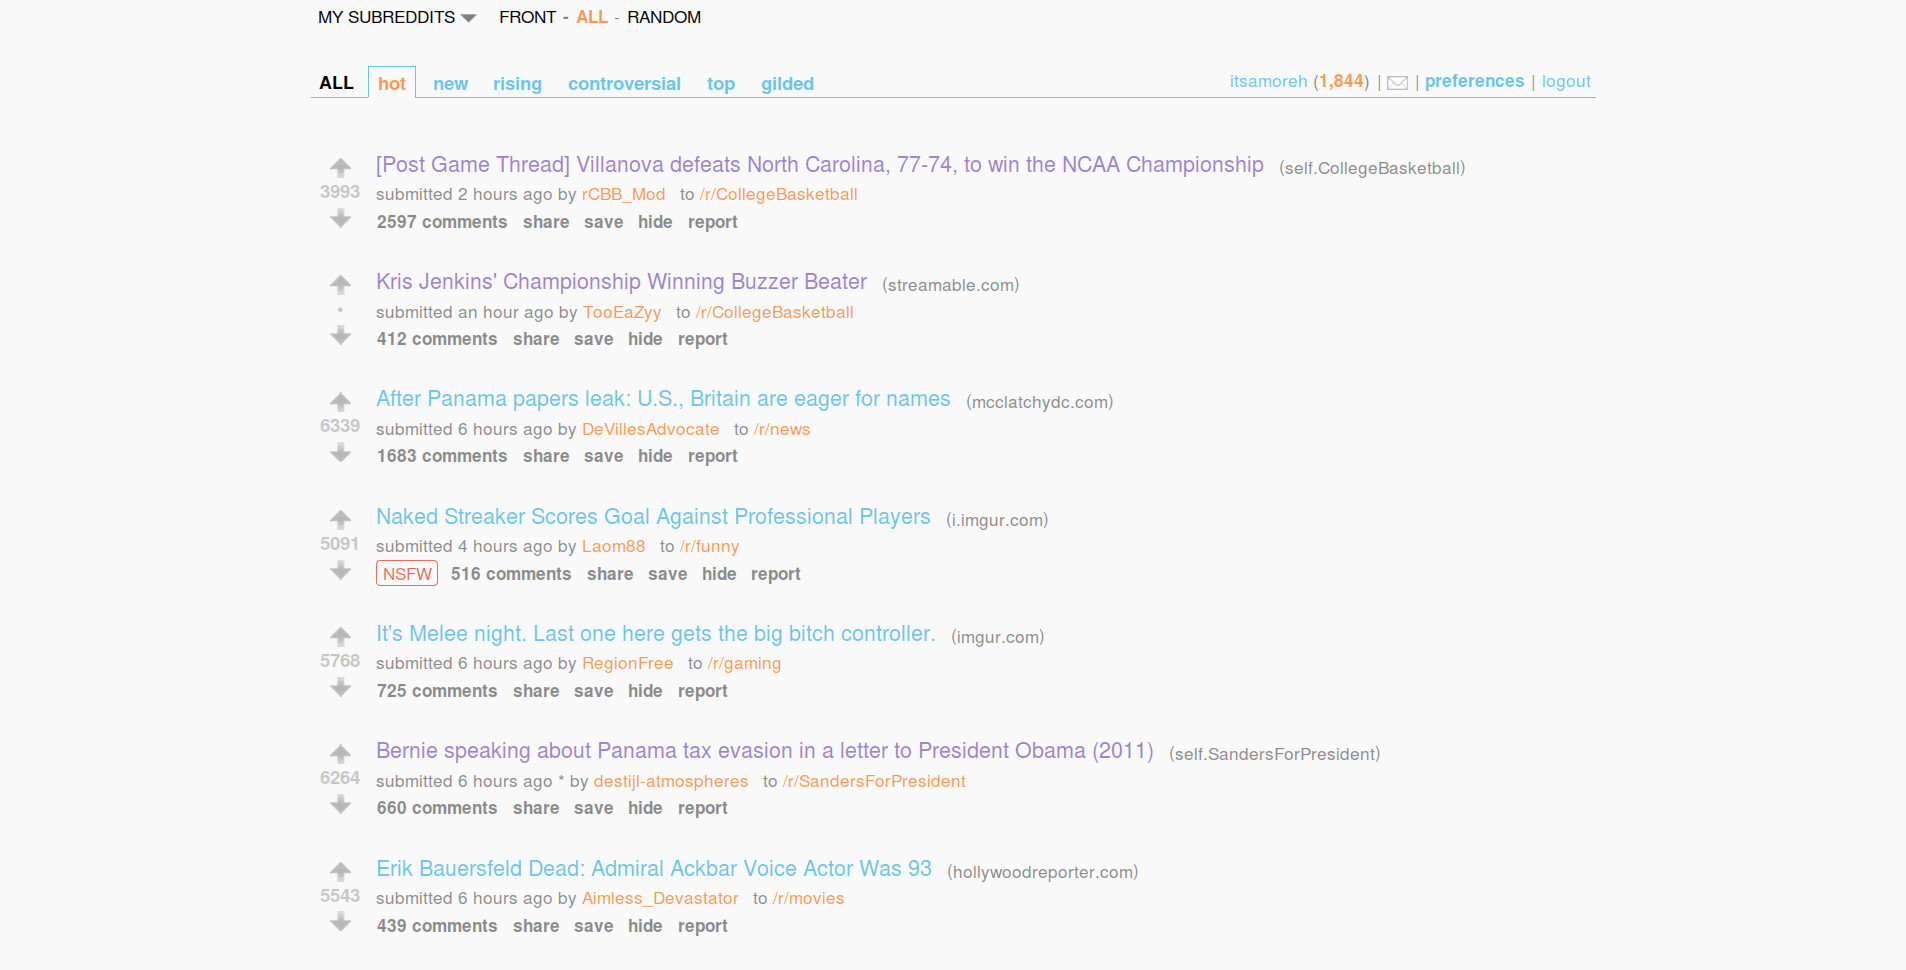 MY SUBREDDITS FRONT - ALL - RANDOM
ALL hot new rising controversial top gilded itsamoreh (1,844) | | preferences | logout
[Post Game Thread] Villanova defeats North Carolina, 77-74, to win the NCAA Championship (self.CollegeBasketball)
3993 submitted 2 hours ago by rCBB_Mod to /r/CollegeBasketball
2597 comments share save hide report
Kris Jenkins' Championship Winning Buzzer Beater (streamable.com)
• submitted an hour ago by TooEaZyy to /r/CollegeBasketball
412 comments share save hide report
After Panama papers leak: U.S., Britain are eager for names (mcclatchydc.com)
6339 submitted 6 hours ago by DeVillesAdvocate to /r/news
1683 comments share save hide report
Naked Streaker Scores Goal Against Professional Players (i.imgur.com)
5091 submitted 4 hours ago by Laom88 to /r/funny
NSFW 516 comments share save hide report
It's Melee night. Last one here gets the big bitch controller. (imgur.com)
5768 submitted 6 hours ago by RegionFree to /r/gaming
725 comments share save hide report
Bernie speaking about Panama tax evasion in a letter to President Obama (2011) (self.SandersForPresident)
6264 submitted 6 hours ago * by destijl-atmospheres to /r/SandersForPresident
660 comments share save hide report
Erik Bauersfeld Dead: Admiral Ackbar Voice Actor Was 93 (hollywoodreporter.com)
5543 submitted 6 hours ago by Aimless_Devastator to /r/movies
439 comments share save hide report